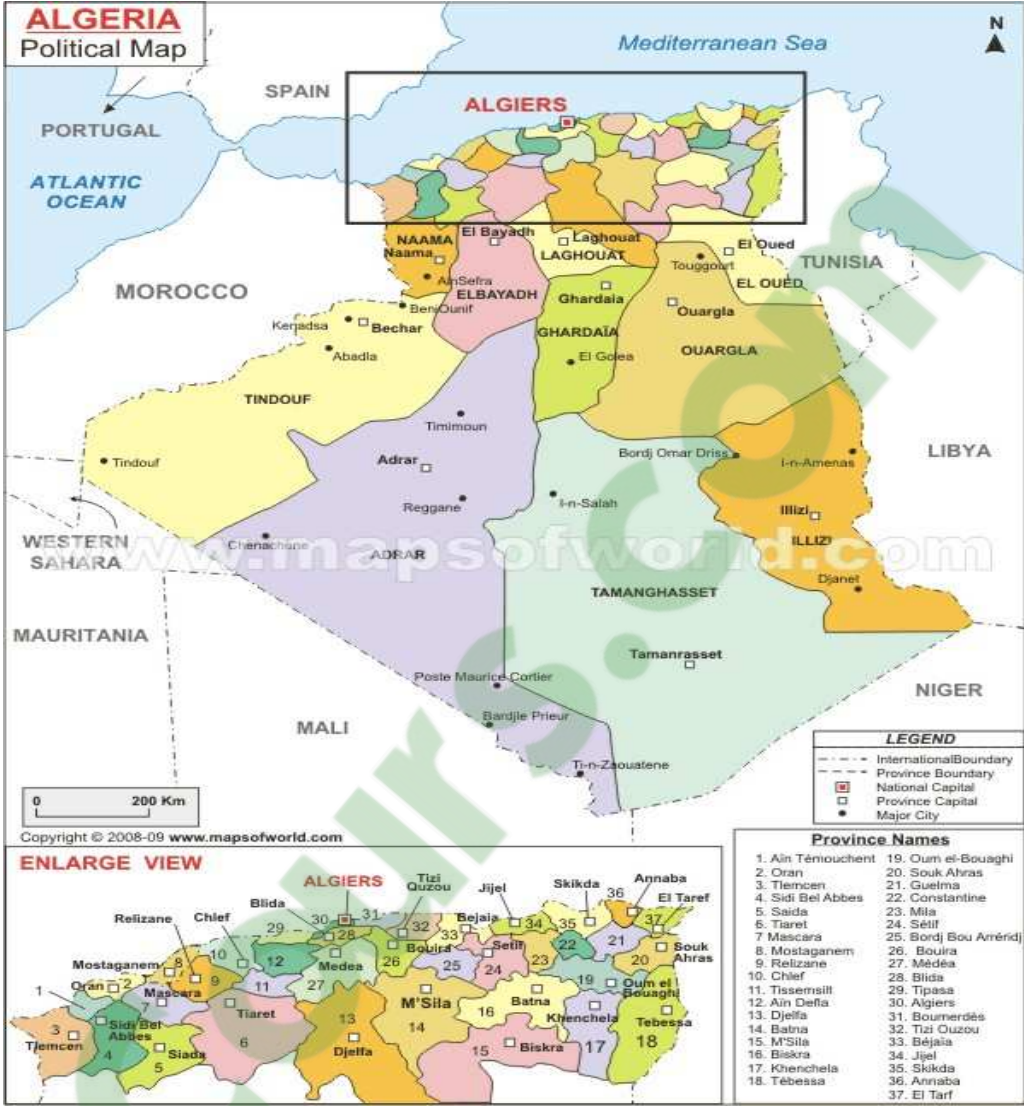 ALGERIA
Political Map
N
Mediterranean Sea
SPAIN
PORTUGAL
ATLANTIC
OCEAN
ALGIERS
MOROCCO
TUNISIA
LIBYA
NIGER
MALI
MAURITANIA
WESTERN
SAHARA
NAAMA
Naama
AinSefra
El Bayadh
ELBAYADH
Laghouat
LAGHOUAT
El Oued
EL OUED
Touggourt
Ghardaia
GHARDAÏA
El Golea
Ouargla
OUARGLA
BeniOunif
Kerjadsa
Bechar
Abadla
TINDOUF
Tindouf
Timimoun
Adrar
Reggane
Chenachune
ADRAR
Bordj Omar Driss
I-n-Amenas
I-n-Salah
Illizi
ILLIZI
Djanet
TAMANGHASSET
Tamanrasset
Poste Maurice Cortier
Bardjle Prieur
Ti-n-Zaouatene
www.mapsofworld.com
LEGEND
InternationalBoundary
Province Boundary
National Capital
Province Capital
Major City
0 200 Km
Copyright © 2008-09 www.mapsofworld.com
ENLARGE VIEW
ALGIERS
Tizi
Ouzou
Jijel
Skikda
Annaba
El Taref
Blida
Relizane
Chlef
Bejaia
Bouira
Setif
Souk
Ahras
Mostaganem
Oran
Mascara
Medea
M'Sila
Batna
Oum el
Bouaghi
Khenchela
Tebessa
Tiaret
Sidi Bel
Abbes
Tlemcen
Siada
Djelfa
Biskra
1
2
3
4
5
6
8
9
10
11
12
13
14
15
16
17
18
19
20
21
22
23
24
25
26
27
28
29
30
31
32
33
34
35
36
37
Province Names
1. Aïn Témouchent
2. Oran
3. Tlemcen
4. Sidi Bel Abbes
5. Saida
6. Tiaret
7 Mascara
8. Mostaganem
9. Relizane
10. Chlef
11. Tissemsilt
12. Aïn Defla
13. Djelfa
14. Batna
15. M'Sila
16. Biskra
17. Khenchela
18. Tébessa
19. Oum el-Bouaghi
20. Souk Ahras
21. Guelma
22. Constantine
23. Mila
24. Sétif
25. Bordj Bou Arréridj
26. Bouira
27. Médéa
28. Blida
29. Tipasa
30. Algiers
31. Boumerdès
32. Tizi Ouzou
33. Béjaïa
34. Jijel
35. Skikda
36. Annaba
37. El Tarf